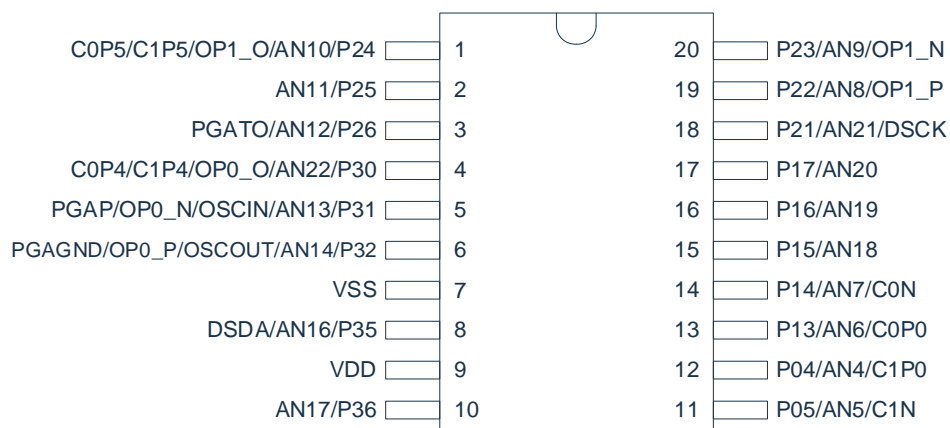 C0P5/C1P5/OP1_O/AN10/P24 1 20 P23/AN9/OP1_N
AN11/P25 2 19 P22/AN8/OP1_P
PGATO/AN12/P26 3 18 P21/AN21/DSCK
C0P4/C1P4/OP0_O/AN22/P30 4 17 P17/AN20
PGAP/OP0_N/OSCIN/AN13/P31 5 16 P16/AN19
PGAGND/OP0_P/OSCOUT/AN14/P32 6 15 P15/AN18
VSS 7 14 P14/AN7/C0N
DSDA/AN16/P35 8 13 P13/AN6/C0P0
VDD 9 12 P04/AN4/C1P0
AN17/P36 10 11 P05/AN5/C1N